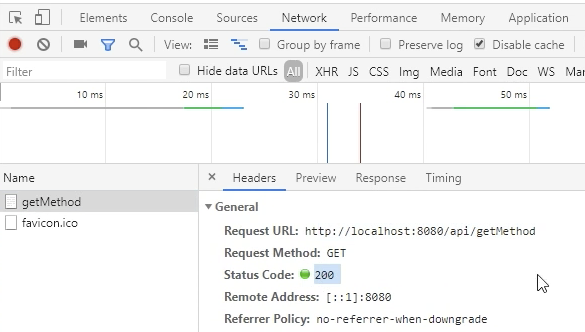 Elements Console Sources Network Performance Memory Application
View: Group by frame Preserve log Disable cache
Filter Hide data URLs All XHR JS CSS Img Media Font Doc WS Mar
10 ms 20 ms 30 ms 40 ms 50 ms
Name × Headers Preview Response Timing
getMethod
favicon.ico
General
Request URL: http://localhost:8080/api/getMethod
Request Method: GET
Status Code: 200
Remote Address: [::1]:8080
Referrer Policy: no-referrer-when-downgrade